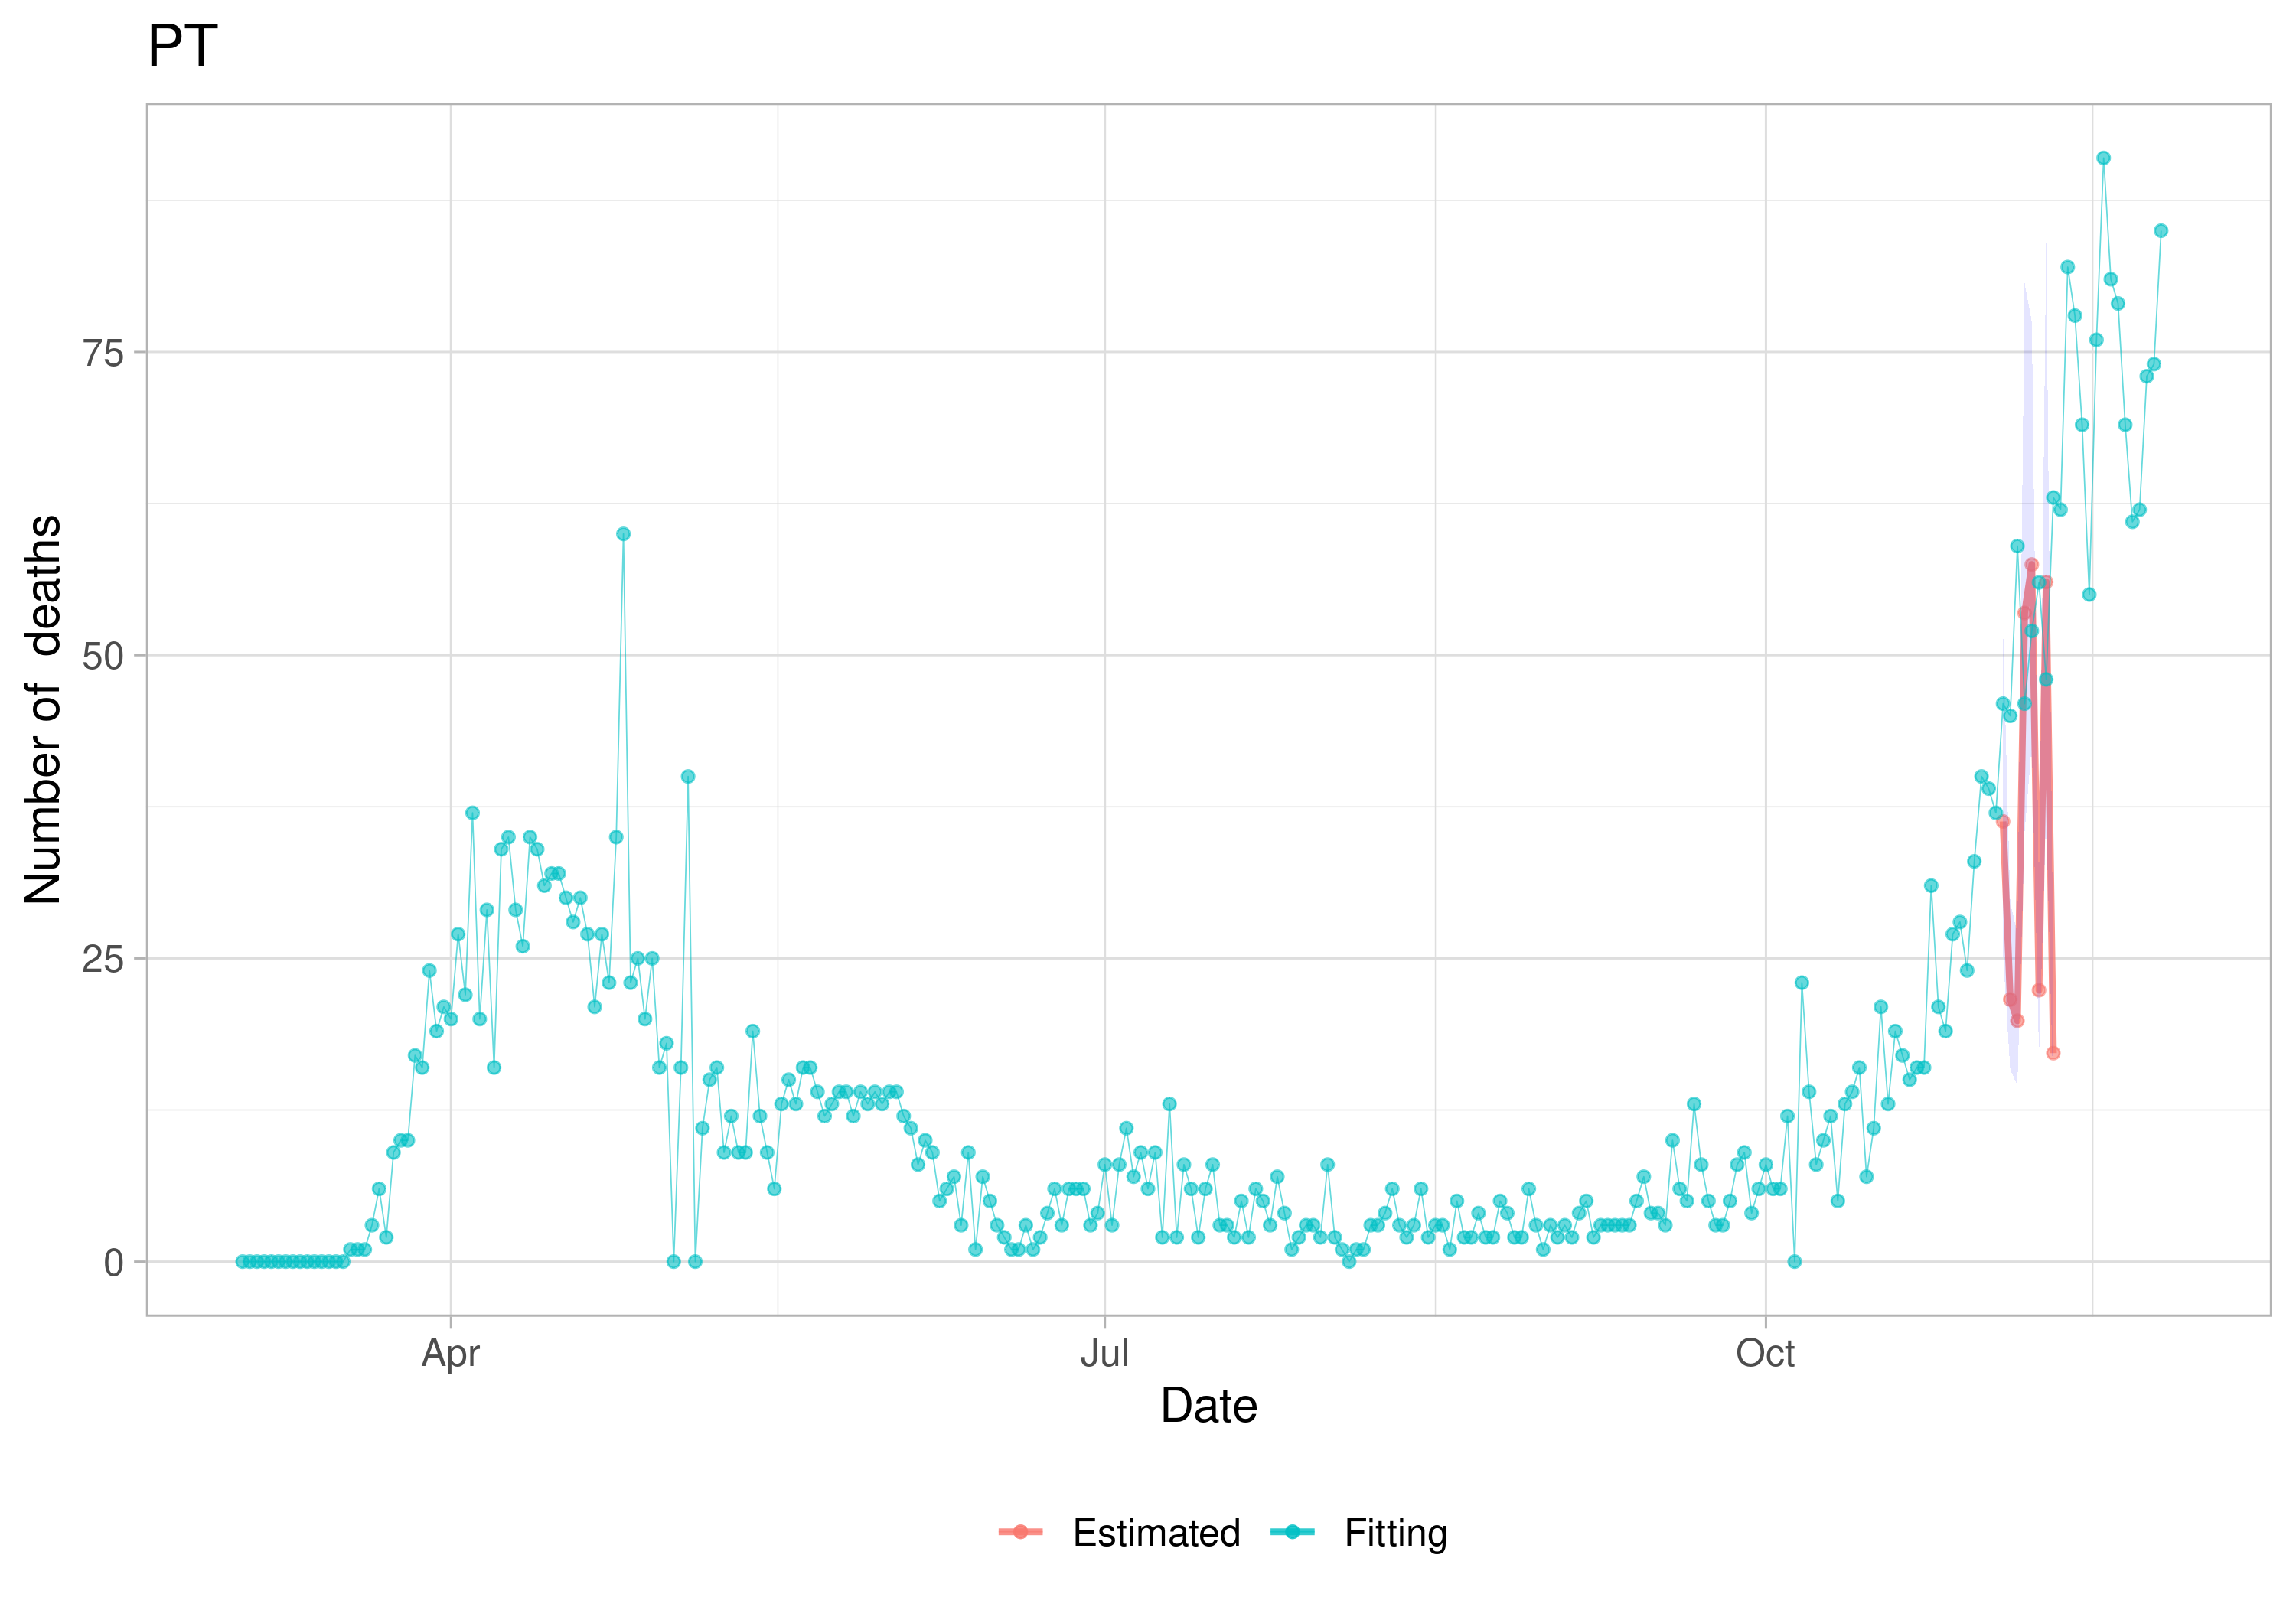 PT
Number of  deaths
75
50
25
0
Apr
Jul
Oct
Date
Estimated
Fitting